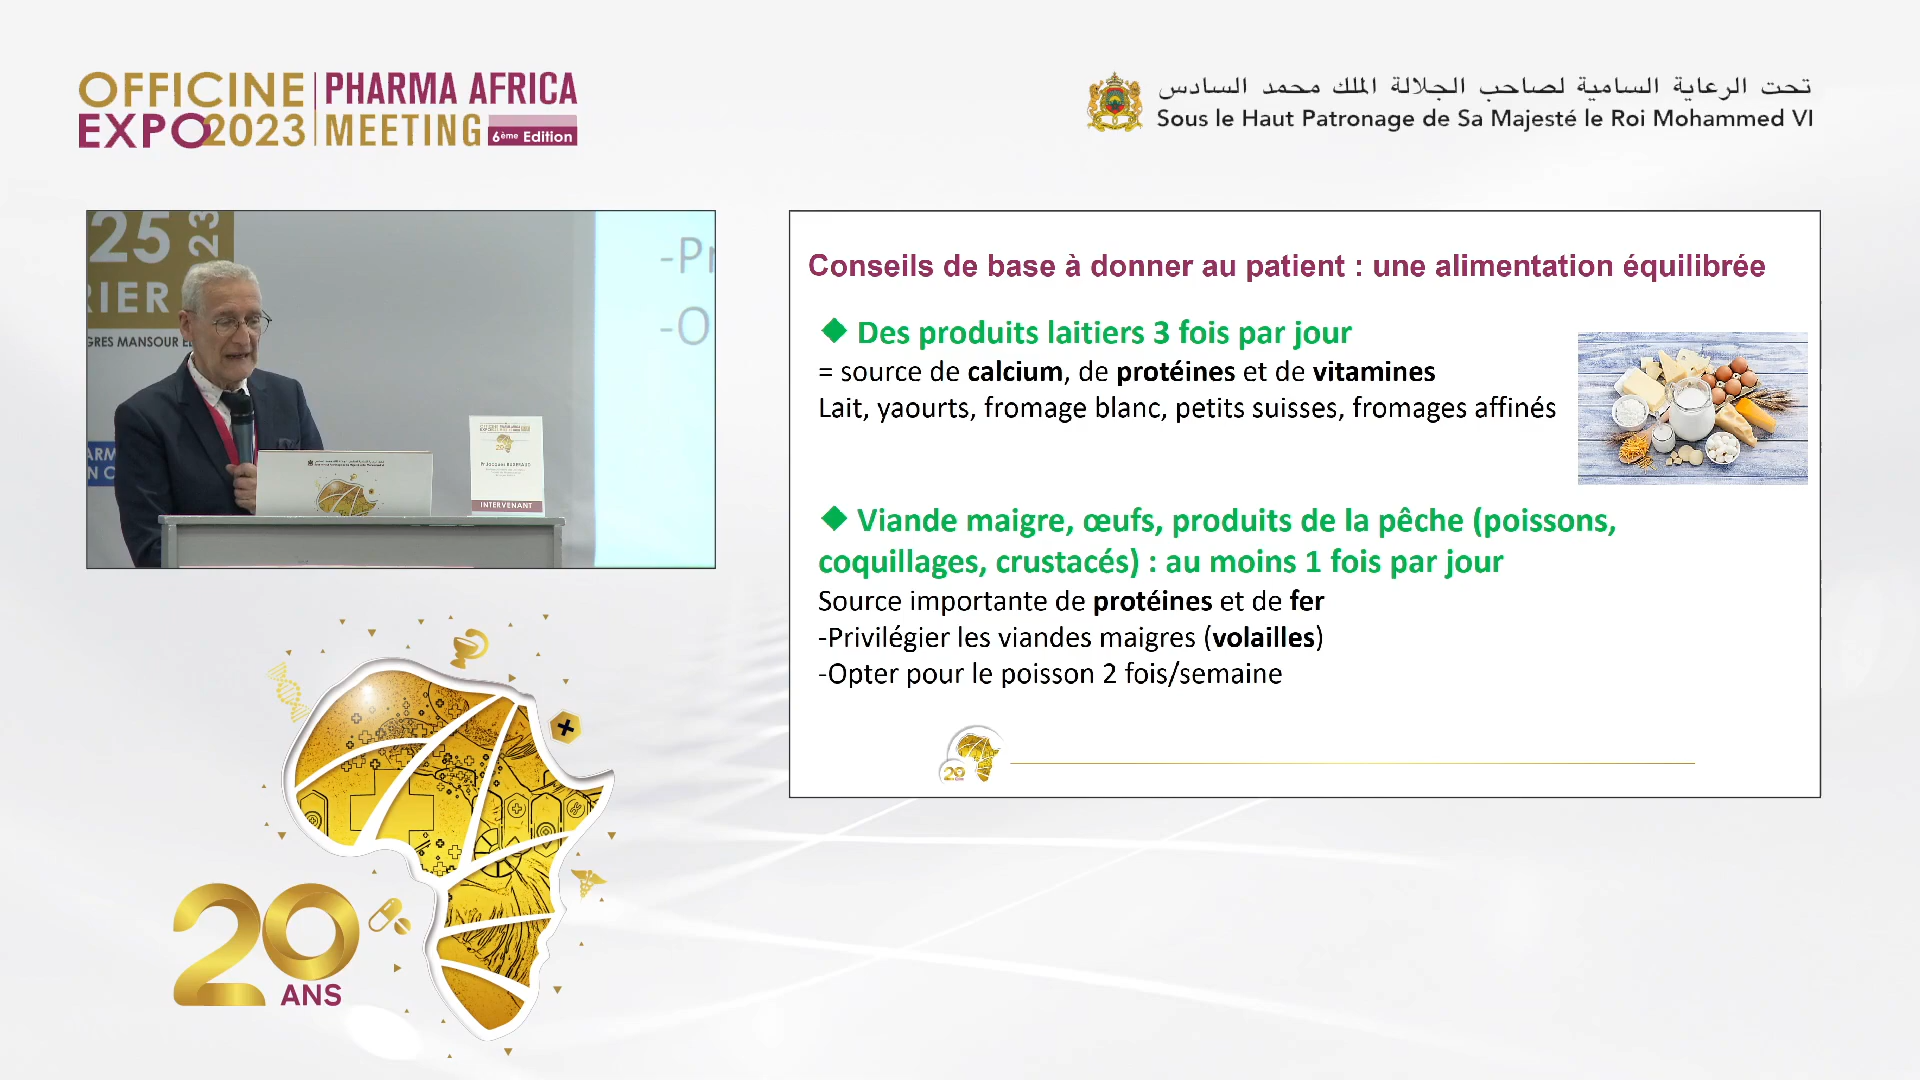 OFFICINE
EXPO2023
PHARMA AFRICA
MEETING
6ème Edition
تحت الرعاية السامية لصاحب الجلالة الملك محمد السادس
Sous le Haut Patronage de Sa Majesté le Roi Mohammed VI
25
23
RIER
GRES MANSOUR E
ARM
N C
-Pr
-O
INTERVENANT
Conseils de base à donner au patient : une alimentation équilibrée
◆ Des produits laitiers 3 fois par jour
= source de calcium, de protéines et de vitamines
Lait, yaourts, fromage blanc, petits suisses, fromages affinés
◆ Viande maigre, œufs, produits de la pêche (poissons,
coquillages, crustacés) : au moins 1 fois par jour
Source importante de protéines et de fer
-Privilégier les viandes maigres (volailles)
-Opter pour le poisson 2 fois/semaine
20
20
ANS